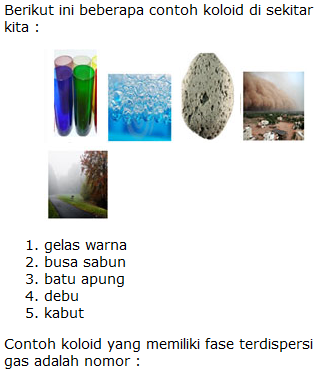 Berikut ini beberapa contoh koloid di sekitar
kita :
1. gelas warna
2. busa sabun
3. batu apung
4. debu
5. kabut
Contoh koloid yang memiliki fase terdispersi
gas adalah nomor :